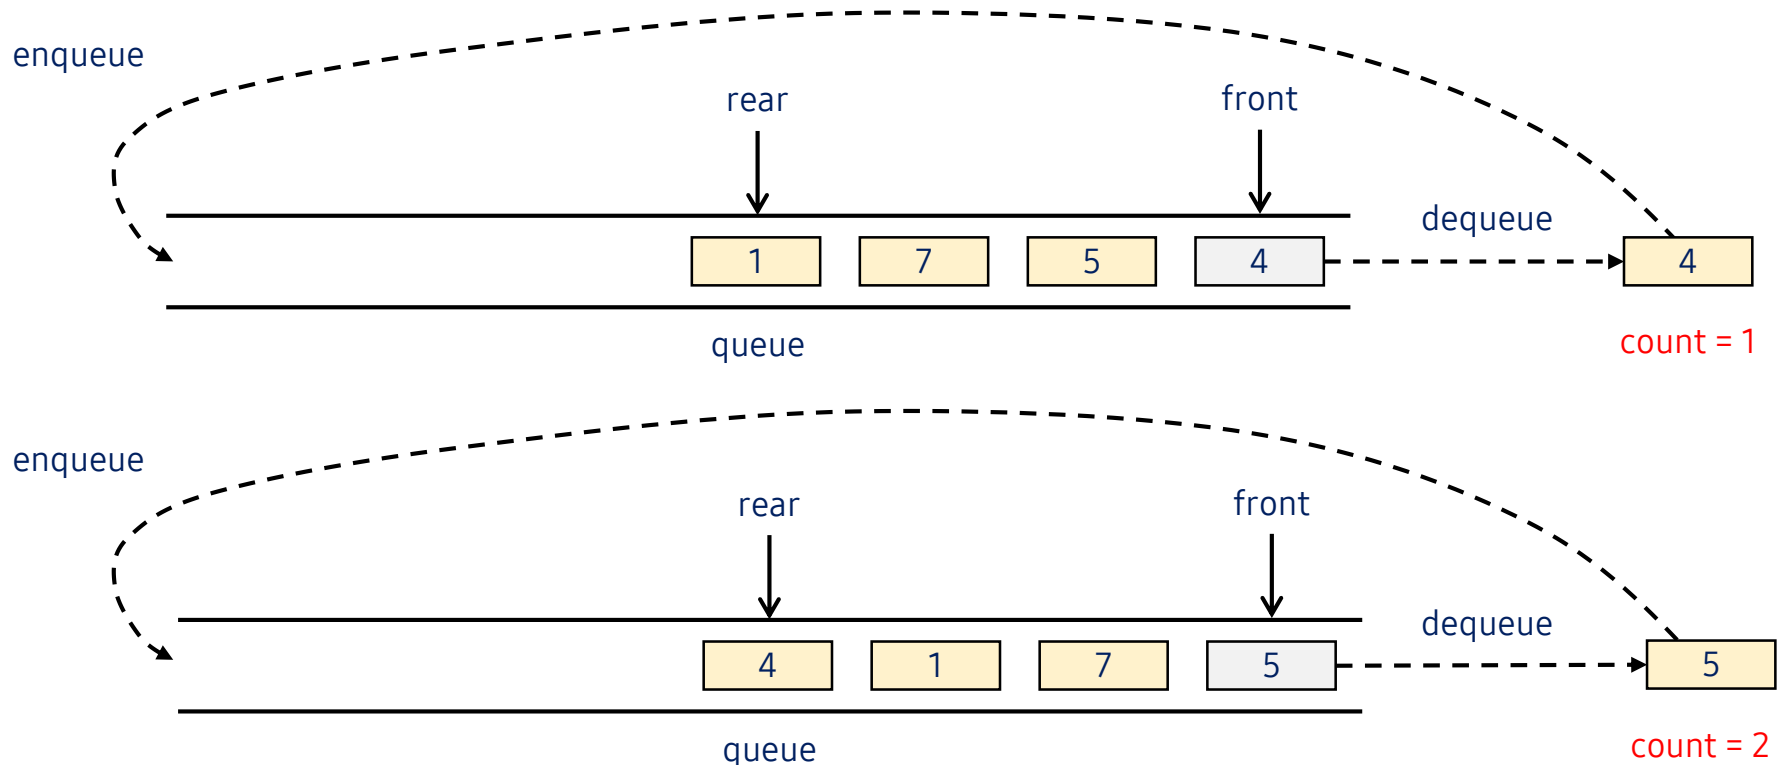 enqueue
rear
front
dequeue
1 7 5 4 4
queue
count = 1
enqueue
rear
front
dequeue
4 1 7 5 5
queue
count = 2